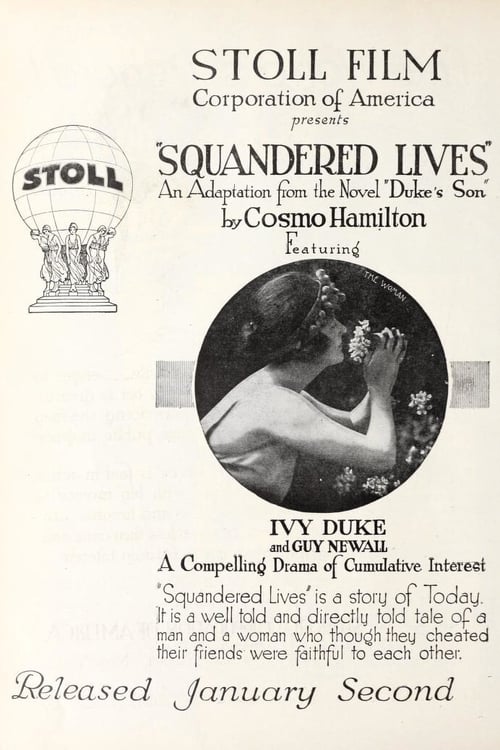 STOLL FILM
Corporation of America
presents
STOLL
"SQUANDERED LIVES"
An Adaptation from the Novel "Duke's Son"
by Cosmo Hamilton
Featuring
THE WOMAN
IVY DUKE
and GUY NEWALL
A Compelling Drama of Cumulative Interest
"Squandered Lives" is a story of Today.
It is a well told and directly told tale of a
man and a woman who though they cheated
their friends were faithful to each other.
Released January Second